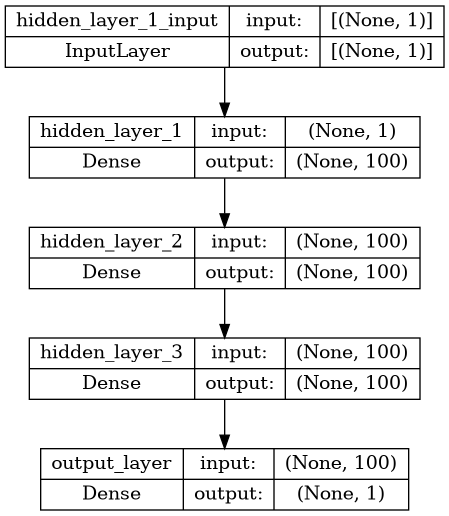 hidden_layer_1_input input: [(None, 1)]
InputLayer output: [(None, 1)]
hidden_layer_1 input: (None, 1)
Dense output: (None, 100)
hidden_layer_2 input: (None, 100)
Dense output: (None, 100)
hidden_layer_3 input: (None, 100)
Dense output: (None, 100)
output_layer input: (None, 100)
Dense output: (None, 1)